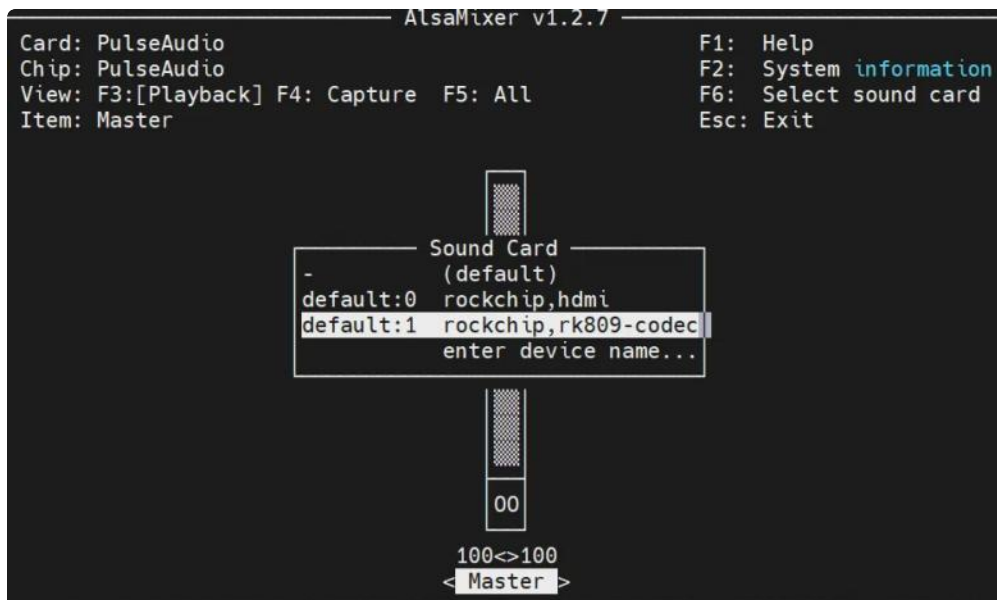 AlsaMixer v1.2.7
Card: PulseAudio F1: Help
Chip: PulseAudio F2: System information
View: F3:[Playback] F4: Capture F5: All F6: Select sound card
Item: Master Esc: Exit
Sound Card
- (default)
default:0 rockchip,hdmi
default:1 rockchip,rk809-codec
enter device name...
OO
100<>100
< Master >